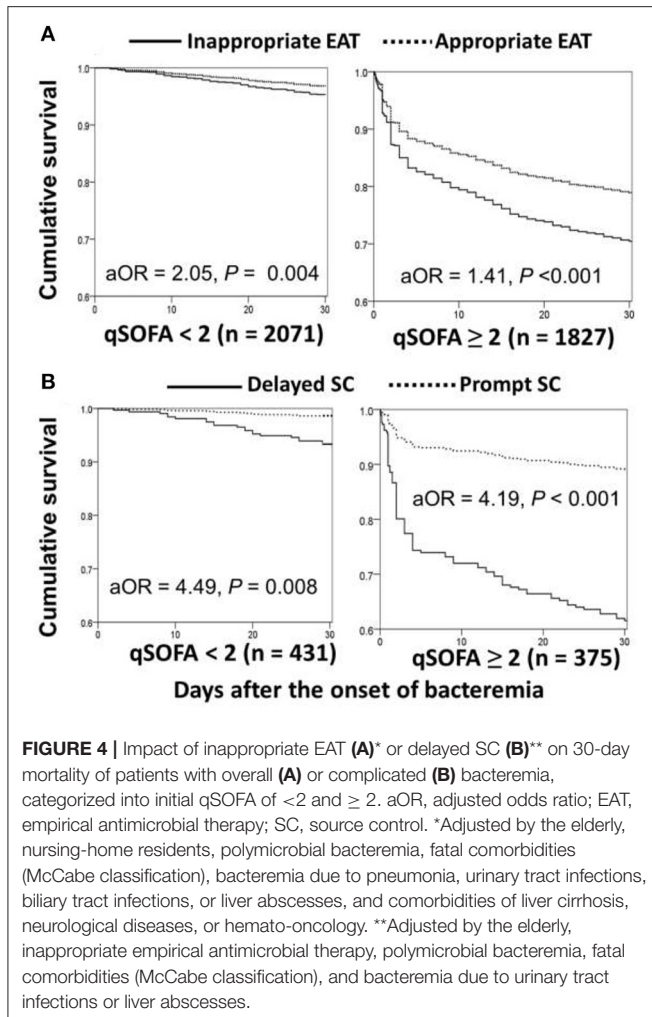 A
Inappropriate EAT Appropriate EAT
Cumulative survival
1.0
0.9
0.8
0.7
0.6
0 10 20 30
aOR = 2.05, P = 0.004
qSOFA < 2 (n = 2071)
1.0
0.9
0.8
0.7
0.6
0 10 20 30
aOR = 1.41, P <0.001
qSOFA ≥ 2 (n = 1827)
B
Delayed SC Prompt SC
Cumulative survival
1.0
0.9
0.8
0.7
0.6
0 10 20 30
aOR = 4.49, P = 0.008
qSOFA < 2 (n = 431)
1.0
0.9
0.8
0.7
0.6
0 10 20 30
aOR = 4.19, P < 0.001
qSOFA ≥ 2 (n = 375)
Days after the onset of bacteremia
FIGURE 4 | Impact of inappropriate EAT (A)* or delayed SC (B)** on 30-day
mortality of patients with overall (A) or complicated (B) bacteremia,
categorized into initial qSOFA of <2 and ≥ 2. aOR, adjusted odds ratio; EAT,
empirical antimicrobial therapy; SC, source control. *Adjusted by the elderly,
nursing-home residents, polymicrobial bacteremia, fatal comorbidities
(McCabe classification), bacteremia due to pneumonia, urinary tract infections,
biliary tract infections, or liver abscesses, and comorbidities of liver cirrhosis,
neurological diseases, or hemato-oncology. **Adjusted by the elderly,
inappropriate empirical antimicrobial therapy, polymicrobial bacteremia, fatal
comorbidities (McCabe classification), and bacteremia due to urinary tract
infections or liver abscesses.